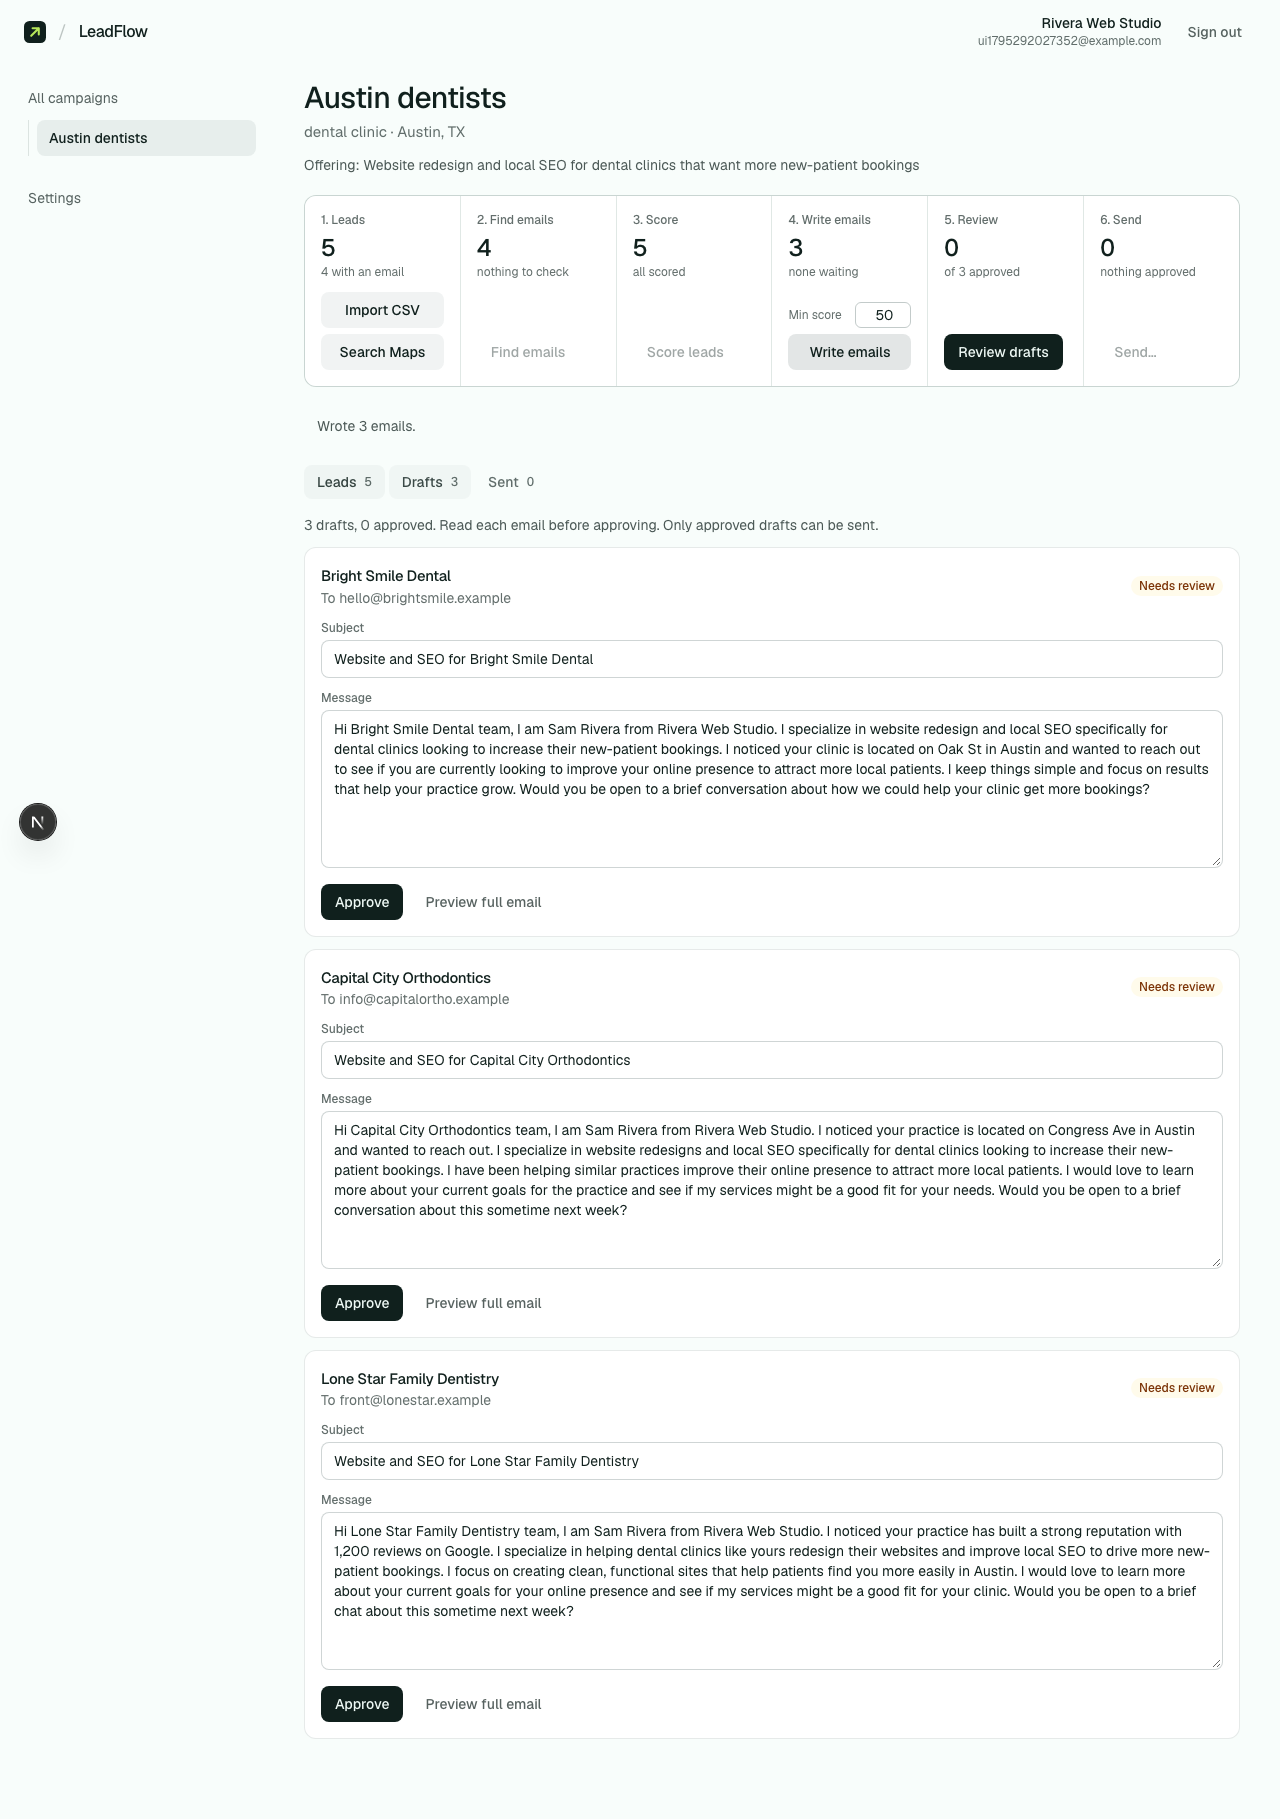 / LeadFlow
Rivera Web Studio
ui1795292027352@example.com
Sign out
All campaigns
Austin dentists
Settings
Austin dentists
dental clinic · Austin, TX
Offering: Website redesign and local SEO for dental clinics that want more new-patient bookings
1. Leads
5
4 with an email
Import CSV
Search Maps
2. Find emails
4
nothing to check
Find emails
3. Score
5
all scored
Score leads
4. Write emails
3
none waiting
Min score 50
Write emails
5. Review
0
of 3 approved
Review drafts
6. Send
0
nothing approved
Send...
Wrote 3 emails.
Leads 5 Drafts 3 Sent 0
3 drafts, 0 approved. Read each email before approving. Only approved drafts can be sent.
Bright Smile Dental
To hello@brightsmile.example
Needs review
Subject
Website and SEO for Bright Smile Dental
Message
Hi Bright Smile Dental team, I am Sam Rivera from Rivera Web Studio. I specialize in website redesign and local SEO specifically for
dental clinics looking to increase their new-patient bookings. I noticed your clinic is located on Oak St in Austin and wanted to reach out
to see if you are currently looking to improve your online presence to attract more local patients. I keep things simple and focus on results
that help your practice grow. Would you be open to a brief conversation about how we could help your clinic get more bookings?
Approve Preview full email
Capital City Orthodontics
To info@capitalortho.example
Needs review
Subject
Website and SEO for Capital City Orthodontics
Message
Hi Capital City Orthodontics team, I am Sam Rivera from Rivera Web Studio. I noticed your practice is located on Congress Ave in Austin
and wanted to reach out. I specialize in website redesigns and local SEO specifically for dental clinics looking to increase their new-
patient bookings. I have been helping similar practices improve their online presence to attract more local patients. I would love to learn
more about your current goals for the practice and see if my services might be a good fit for your needs. Would you be open to a brief
conversation about this sometime next week?
Approve Preview full email
Lone Star Family Dentistry
To front@lonestar.example
Needs review
Subject
Website and SEO for Lone Star Family Dentistry
Message
Hi Lone Star Family Dentistry team, I am Sam Rivera from Rivera Web Studio. I noticed your practice has built a strong reputation with
1,200 reviews on Google. I specialize in helping dental clinics like yours redesign their websites and improve local SEO to drive more new-
patient bookings. I focus on creating clean, functional sites that help patients find you more easily in Austin. I would love to learn more
about your current goals for your online presence and see if my services might be a good fit for your clinic. Would you be open to a brief
chat about this sometime next week?
Approve Preview full email
N